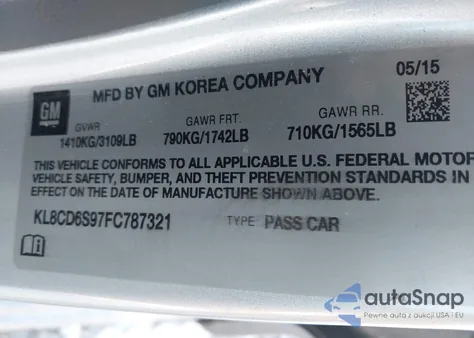 MFD BY GM KOREA COMPANY 05/15
GM
GVWR GAWR FRT. GAWR RR.
1410KG/3109LB 790KG/1742LB 710KG/1565LB
THIS VEHICLE CONFORMS TO ALL APPLICABLE U.S. FEDERAL MOTOR
VEHICLE SAFETY, BUMPER, AND THEFT PREVENTION STANDARDS IN
EFFECT ON THE DATE OF MANUFACTURE SHOWN ABOVE.
KL8CD6S97FC787321 TYPE: PASS CAR
autoSnap
Pewne auta z aukcji USA i EU